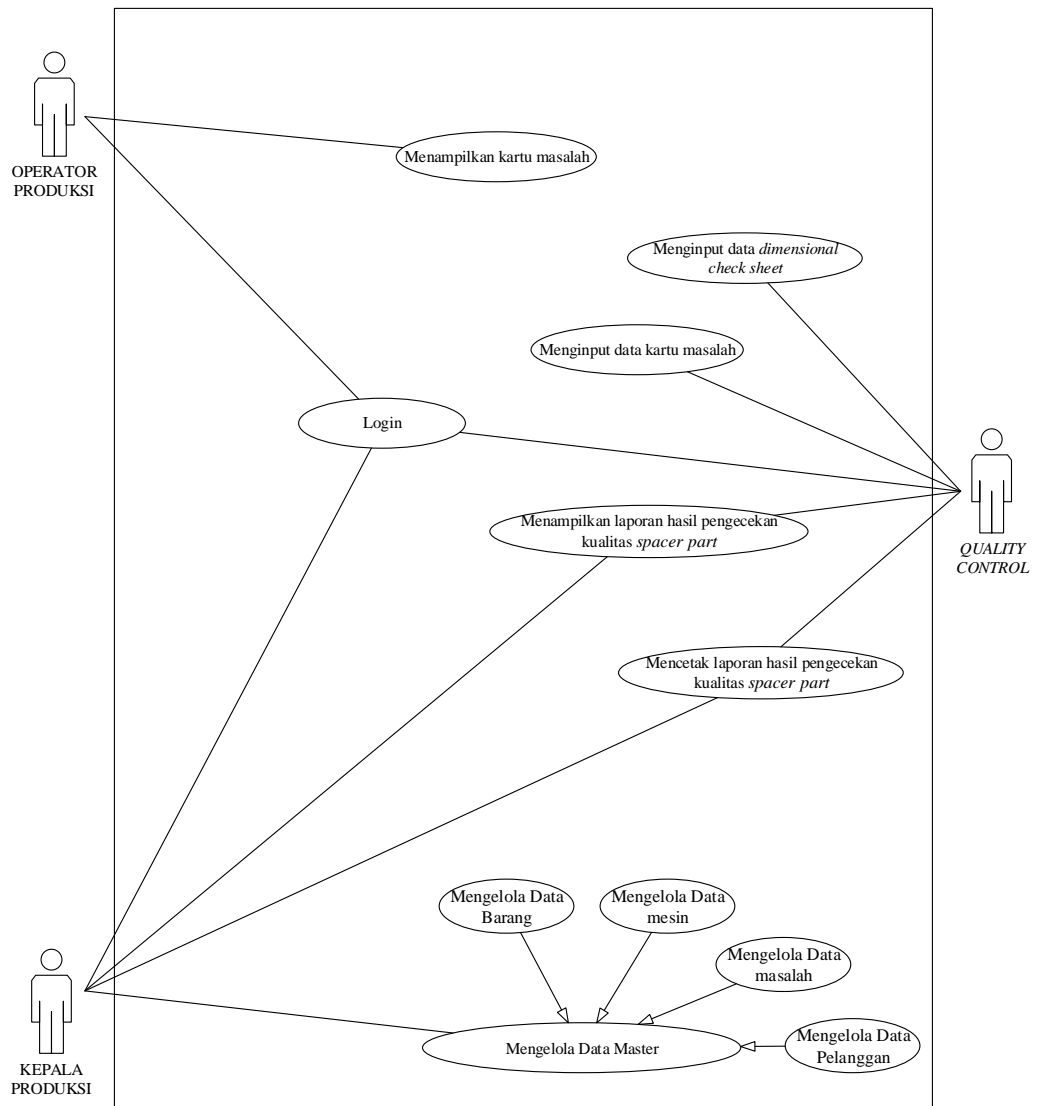 OPERATOR
PRODUKSI
Menampilkan kartu masalah
Menginput data dimensional
check sheet
Menginput data kartu masalah
Login
Menampilkan laporan hasil pengecekan
kualitas spacer part
QUALITY
CONTROL
Mencetak laporan hasil pengecekan
kualitas spacer part
Mengelola Data
Barang
Mengelola Data
mesin
Mengelola Data
masalah
Mengelola Data Master
Mengelola Data
Pelanggan
KEPALA
PRODUKSI